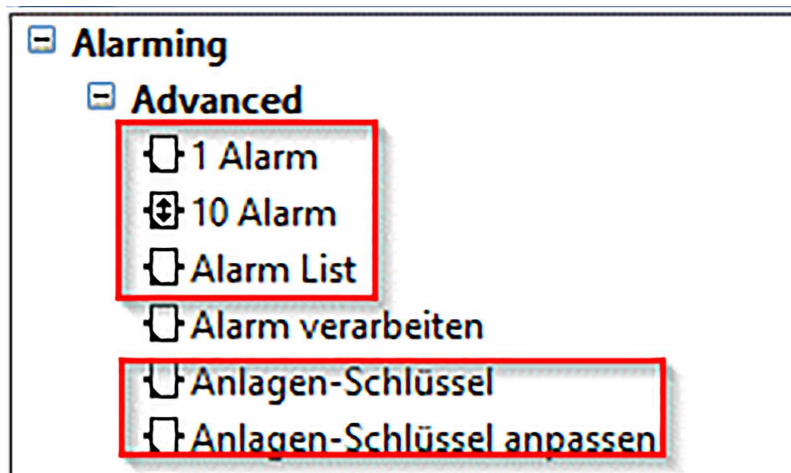 Alarming
Advanced
1 Alarm
10 Alarm
Alarm List
Alarm verarbeiten
Anlagen-Schlüssel
Anlagen-Schlüssel anpassen